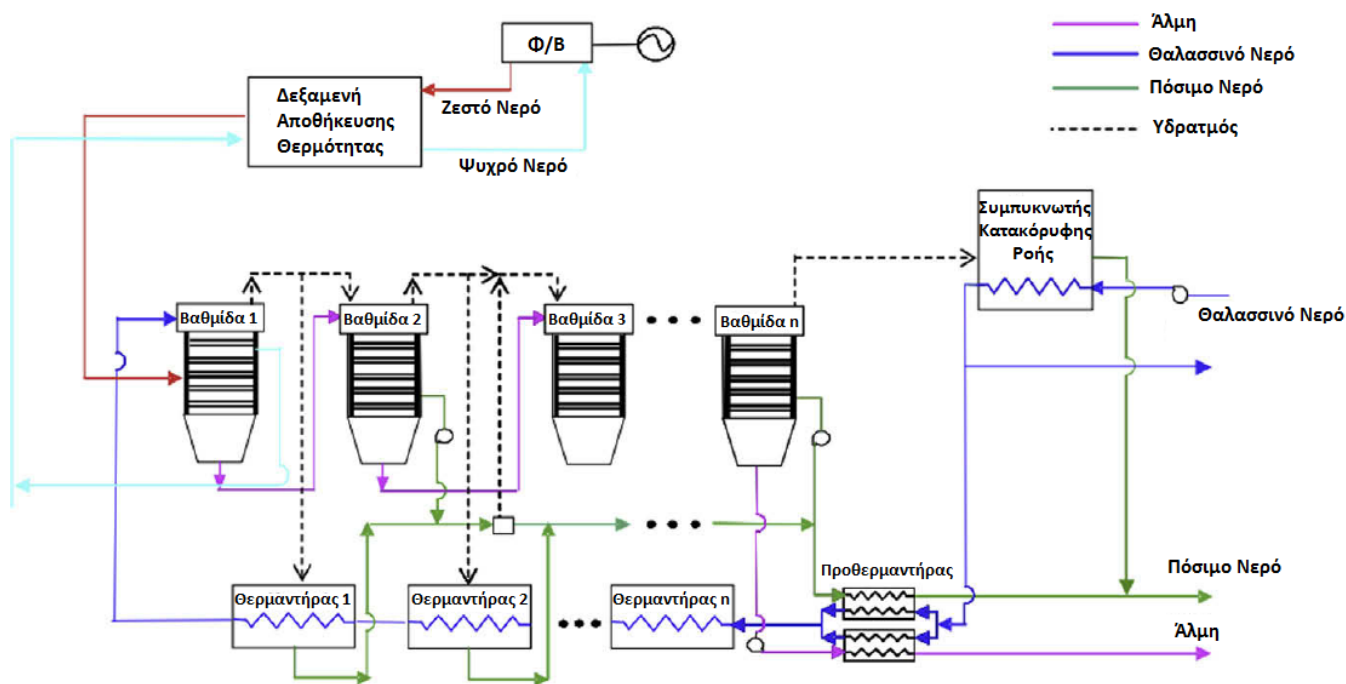 Φ/Β
Άλμη
Θαλασσινό Νερό
Πόσιμο Νερό
Υδρατμός
Δεξαμενή
Αποθήκευσης
Θερμότητας
Ζεστό Νερό
Ψυχρό Νερό
Συμπυκνωτής
Κατακόρυφης
Ροής
Θαλασσινό Νερό
Βαθμίδα 1
Βαθμίδα 2
Βαθμίδα 3
Βαθμίδα n
Προθερμαντήρας
Πόσιμο Νερό
Θερμαντήρας 1
Θερμαντήρας 2
Θερμαντήρας n
Άλμη